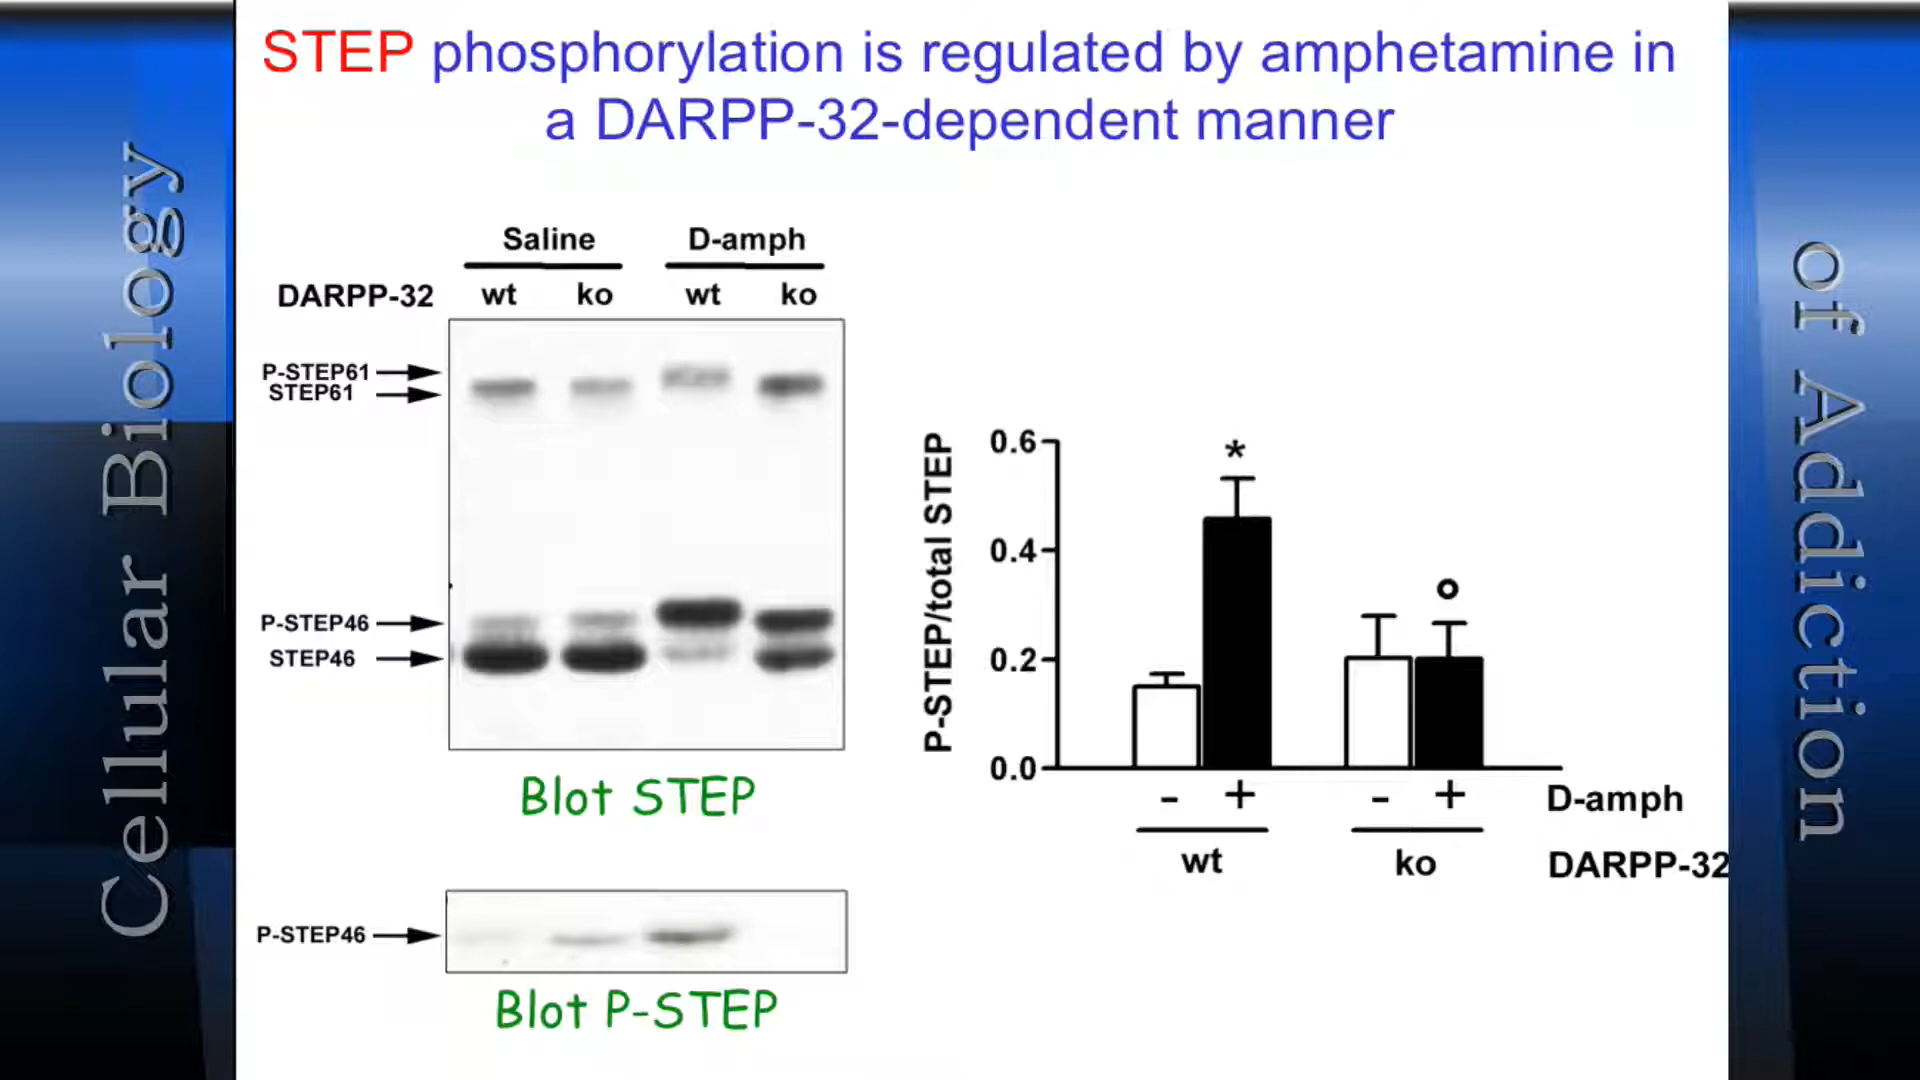 STEP phosphorylation is regulated by amphetamine in
a DARPP-32-dependent manner
Cellular Biology
of Addiction
Saline D-amph
DARPP-32 wt ko wt ko
P-STEP61
STEP61
P-STEP46
STEP46
Blot STEP
P-STEP46
Blot P-STEP
P-STEP/total STEP
0.6
0.4
0.2
0.0
*
- + - + D-amph
wt ko DARPP-32